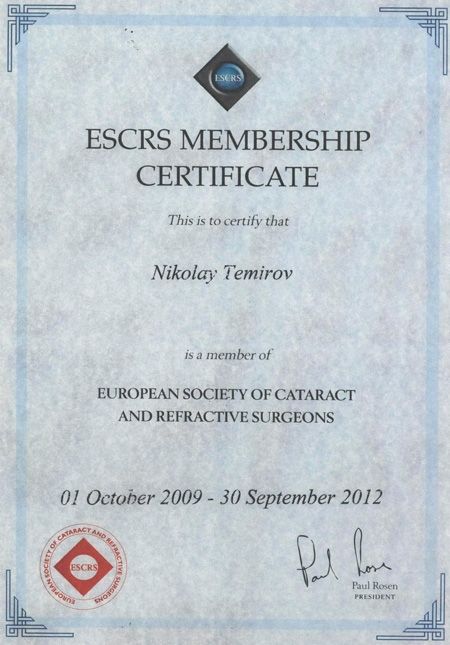 ESCRS
ESCRS MEMBERSHIP
CERTIFICATE
This is to certify that
Nikolay Temirov
is a member of
EUROPEAN SOCIETY OF CATARACT
AND REFRACTIVE SURGEONS
01 October 2009 - 30 September 2012
EUROPEAN SOCIETY OF CATARACT AND REFRACTIVE SURGEONS
ESCRS
Paul Rosen
Paul Rosen
PRESIDENT